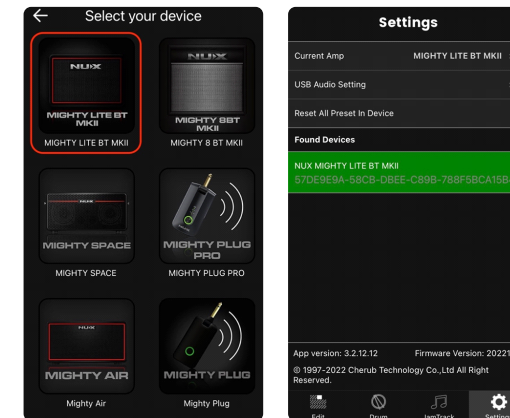 Select your device
NUX
MIGHTY LITE BT
MKII
MIGHTY LITE BT MKII
NUX
MIGHTY 8BT
MKII
MIGHTY 8 BT MKII
NUX
MIGHTY SPACE
MIGHTY SPACE
MIGHTY PLUG
PRO
MIGHTY PLUG PRO
NUX
MIGHTY AIR
Mighty Air
MIGHTY PLUG
Mighty Plug
Settings
Current Amp MIGHTY LITE BT MKII
USB Audio Setting
Reset All Preset In Device
Found Devices
NUX MIGHTY LITE BT MKII
57DE9E9A-58CB-DBEE-C89B-788F5BCA15B
App version: 3.2.12.12 Firmware Version: 20221
© 1997-2022 Cherub Technology Co.,Ltd All Right
Reserved.
Edit Drum JamTrack Setting